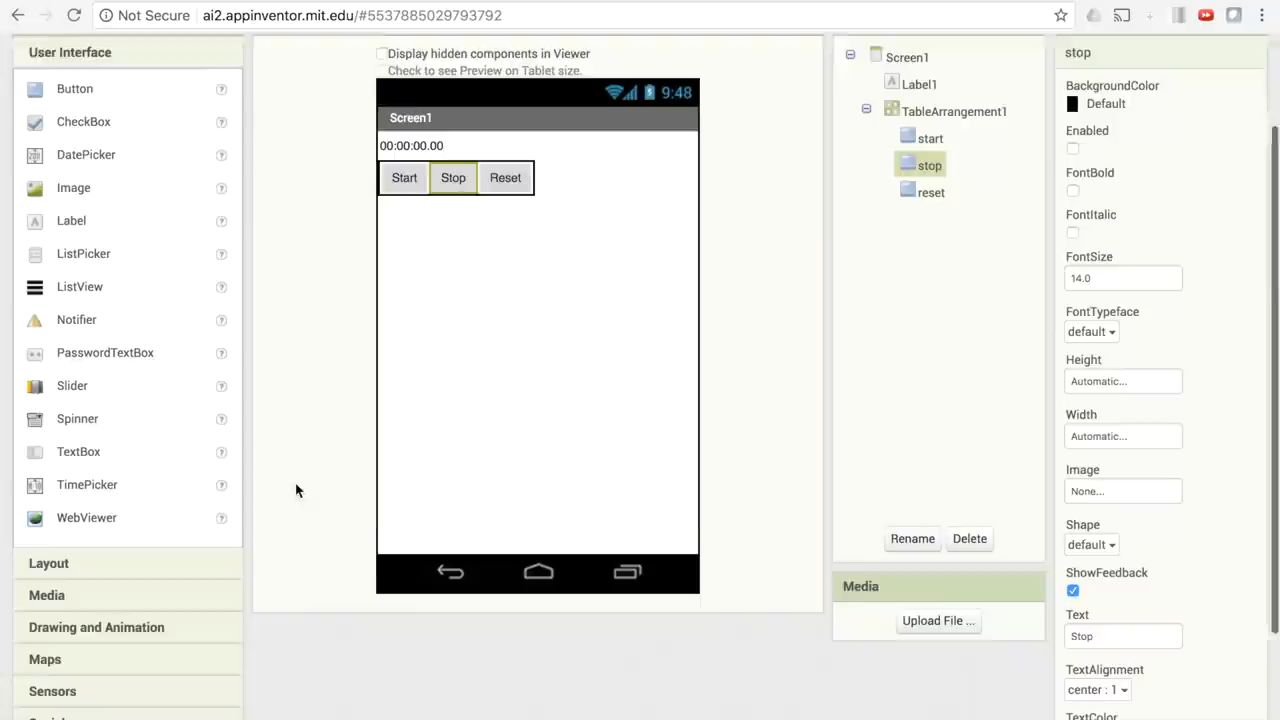 Not Secure
ai2.appinventor.mit.edu/#5537885029793792
User Interface
Button
CheckBox
DatePicker
Image
Label
ListPicker
ListView
Notifier
PasswordTextBox
Slider
Spinner
TextBox
TimePicker
WebViewer
Layout
Media
Drawing and Animation
Maps
Sensors
Display hidden components in Viewer
Check to see Preview on Tablet size.
9:48
Screen1
00:00:00.00
Start Stop Reset
Screen1
Label1
TableArrangement1
start
stop
reset
Rename Delete
Media
Upload File ...
stop
BackgroundColor
Default
Enabled
FontBold
FontItalic
FontSize
14.0
FontTypeface
default
Height
Automatic...
Width
Automatic...
Image
None...
Shape
default
ShowFeedback
Text
Stop
TextAlignment
center : 1
TextColor